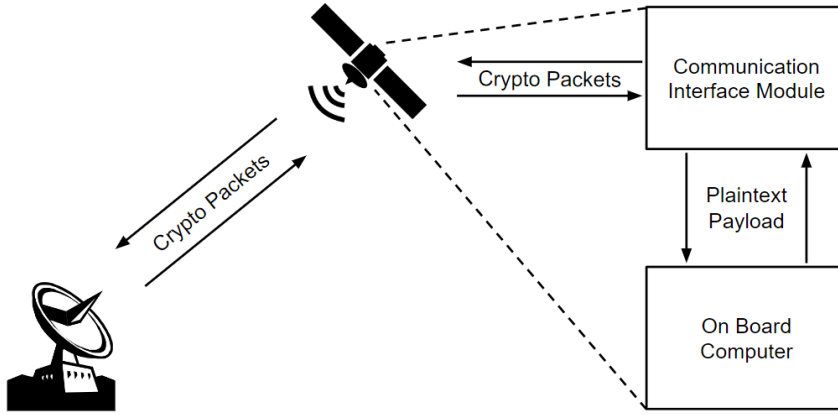 Communication
Interface Module
Crypto Packets
Crypto Packets
Plaintext
Payload
On Board
Computer